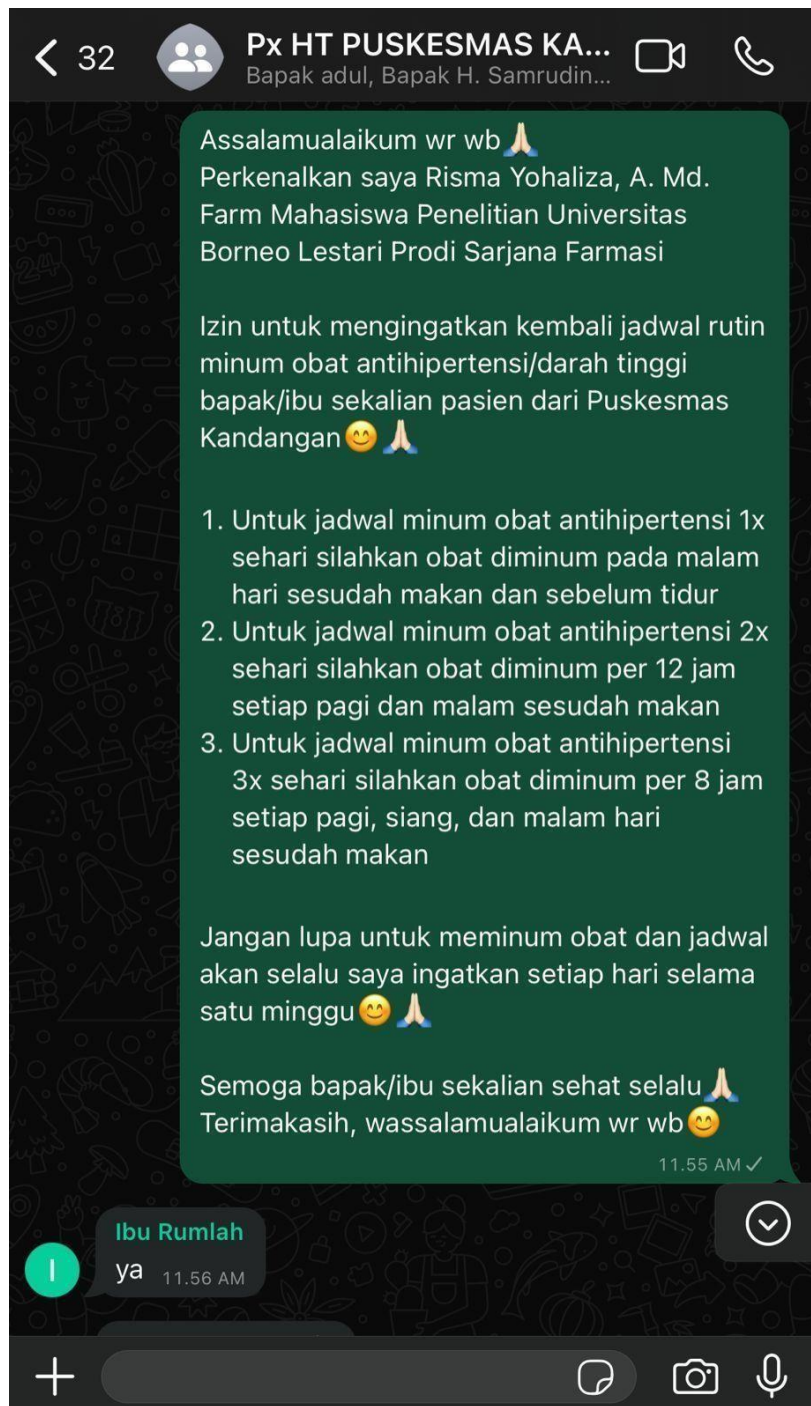 32
Px HT PUSKESMAS KA...
Bapak adul, Bapak H. Samrudin...
Assalamualaikum wr wb🙏🏻
Perkenalkan saya Risma Yohaliza, A. Md.
Farm Mahasiswa Penelitian Universitas
Borneo Lestari Prodi Sarjana Farmasi
Izin untuk mengingatkan kembali jadwal rutin
minum obat antihipertensi/darah tinggi
bapak/ibu sekalian pasien dari Puskesmas
Kandangan😊🙏🏻
1. Untuk jadwal minum obat antihipertensi 1x
sehari silahkan obat diminum pada malam
hari sesudah makan dan sebelum tidur
2. Untuk jadwal minum obat antihipertensi 2x
sehari silahkan obat diminum per 12 jam
setiap pagi dan malam sesudah makan
3. Untuk jadwal minum obat antihipertensi
3x sehari silahkan obat diminum per 8 jam
setiap pagi, siang, dan malam hari
sesudah makan
Jangan lupa untuk meminum obat dan jadwal
akan selalu saya ingatkan setiap hari selama
satu minggu😊🙏🏻
Semoga bapak/ibu sekalian sehat selalu🙏🏻
Terimakasih, wassalamualaikum wr wb😊
11.55 AM
Ibu Rumlah
I
ya 11.56 AM